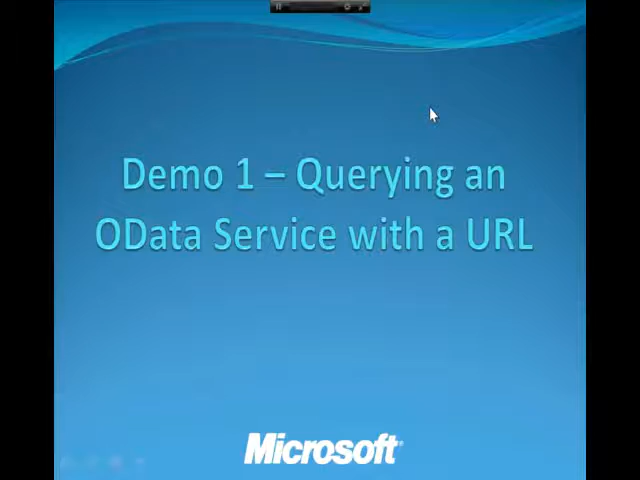 Demo 1 – Querying an
OData Service with a URL
Microsoft®